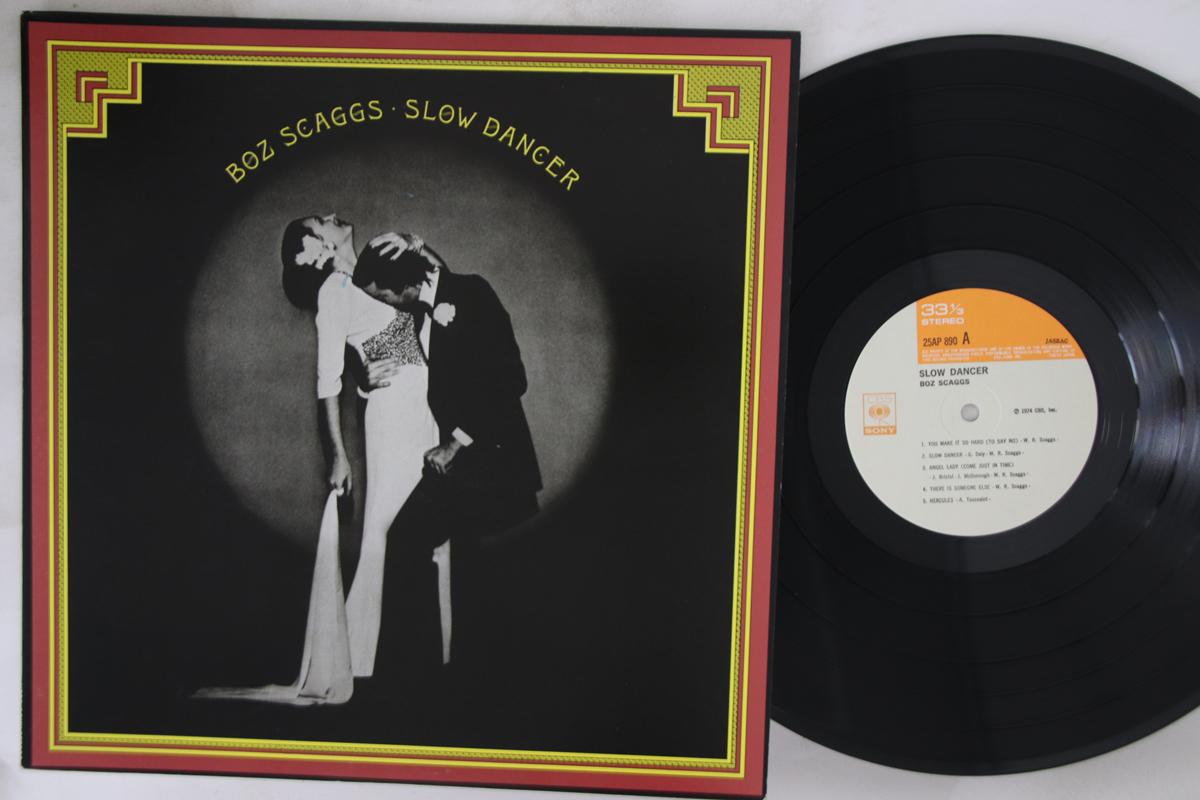 BOZ SCAGGS · SLOW DANCER
33 1/3
STEREO
25AP 890 A
JASRAC
SLOW DANCER
BOZ SCAGGS
CBS
SONY
℗ 1974 CBS, Inc.
1. YOU MAKE IT SO HARD (TO SAY NO) - W. R. Scaggs -
2. SLOW DANCER - G. Daly - W. R. Scaggs -
3. ANGEL LADY (COME JUST IN TIME)
- J. Bristol - J. McDonough - W. R. Scaggs -
4. THERE IS SOMEONE ELSE - W. R. Scaggs -
5. HERCULES - A. Toussaint -